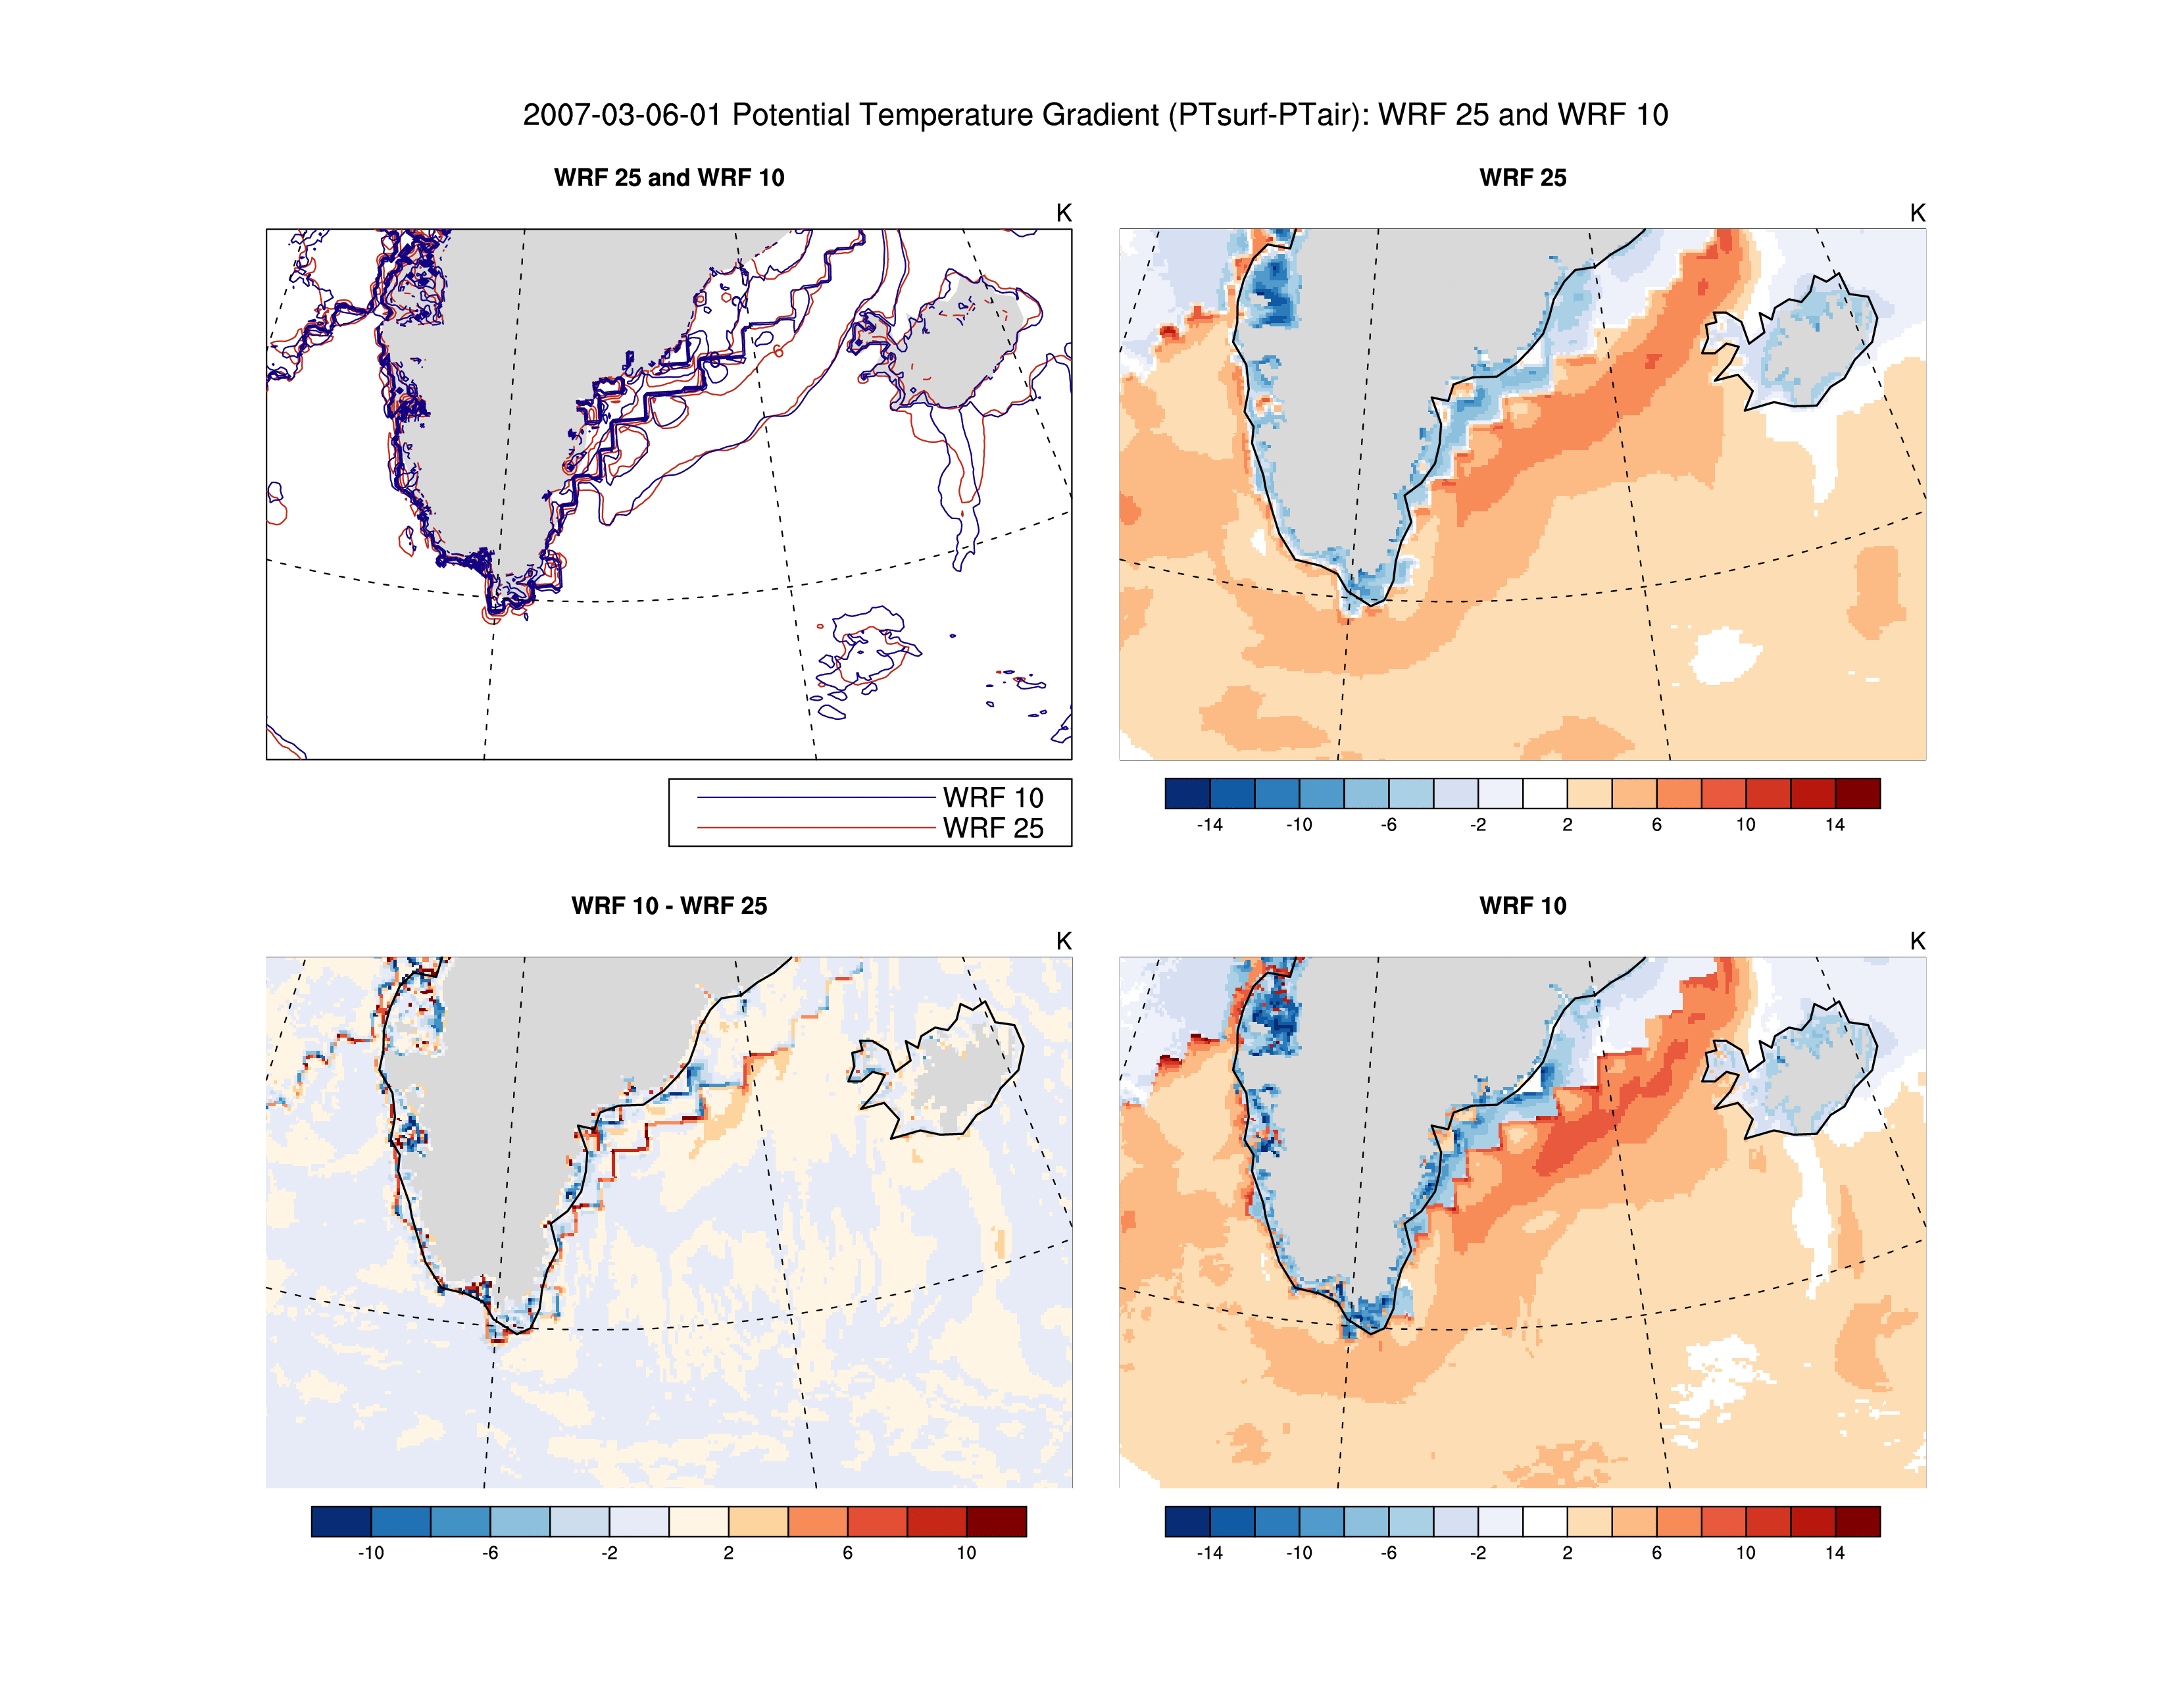 2007-03-06-01 Potential Temperature Gradient (PTsurf-PTair): WRF 25 and WRF 10
WRF 25 and WRF 10
K
6
WRF 10
WRF 25
WRF 25
K
-14 -10 -6 -2 2 6 10 14
WRF 10 - WRF 25
K
-10 -6 -2 2 6 10
WRF 10
K
-14 -10 -6 -2 2 6 10 14